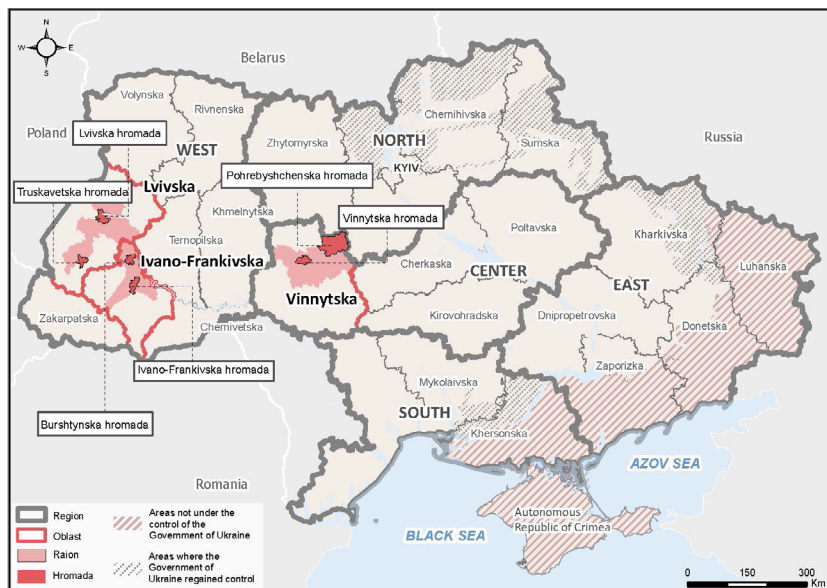 N
W E
S
Belarus
Poland
Russia
Romania
Volynska
Rivnenska
Zhytomyrska
Chernihivska
Sumska
NORTH
KYIV
WEST
Lvivska hromada
Truskavetska hromada
Pohrebyshchenska hromada
Vinnytska hromada
Lvivska
Khmelnytska
Ternopilska
Ivano-Frankivska
Vinnytska
Cherkaska
CENTER
Poltavska
Kharkivska
Luhanska
EAST
Kirovohradska
Dnipropetrovska
Donetska
Zakarpatska
Chernivetska
Ivano-Frankivska hromada
Burshtynska hromada
Mykolaivska
Zaporizka
SOUTH
Khersonska
AZOV SEA
BLACK SEA
Autonomous
Republic of Crimea
Region
Oblast
Raion
Hromada
Areas not under the
control of the
Government of Ukraine
Areas where the
Government of
Ukraine regained control
0 75 150 300
Km